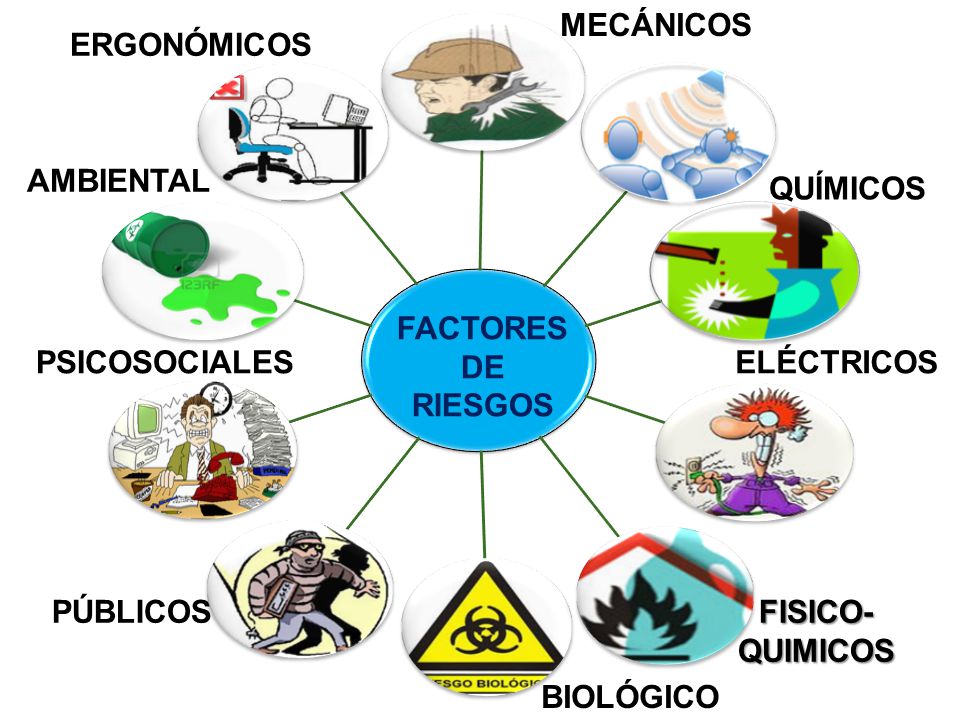 MECÁNICOS
ERGONÓMICOS
AMBIENTAL
QUÍMICOS
123RF
FACTORES
DE
RIESGOS
PSICOSOCIALES
ELÉCTRICOS
PÚBLICOS
FISICO-
QUIMICOS
ESGO BIOLÓGIC
BIOLÓGICO